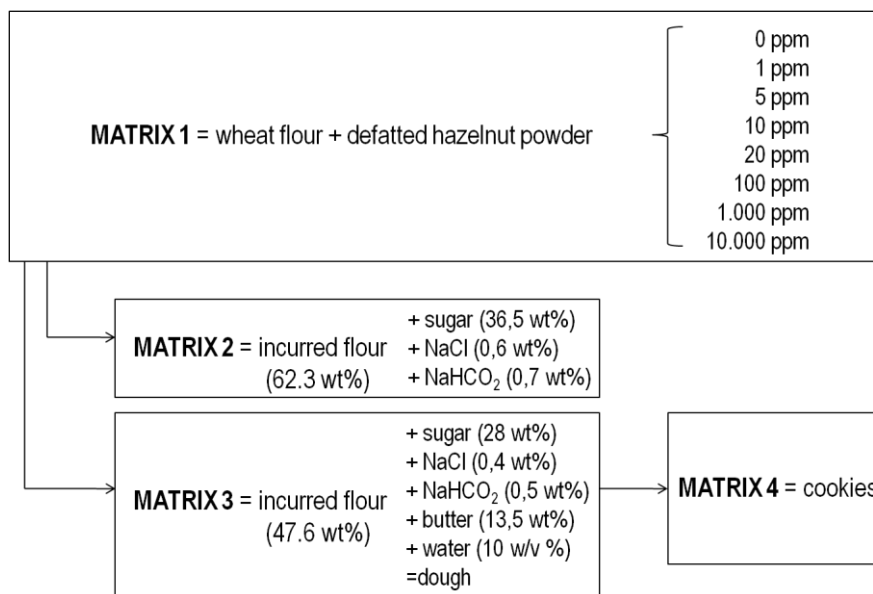 MATRIX 1 = wheat flour + defatted hazelnut powder
0 ppm
1 ppm
5 ppm
10 ppm
20 ppm
100 ppm
1.000 ppm
10.000 ppm
MATRIX 2 = incurred flour
(62.3 wt%)
+ sugar (36,5 wt%)
+ NaCl (0,6 wt%)
+ NaHCO₂ (0,7 wt%)
MATRIX 3 = incurred flour
(47.6 wt%)
+ sugar (28 wt%)
+ NaCl (0,4 wt%)
+ NaHCO₂ (0,5 wt%)
+ butter (13,5 wt%)
+ water (10 w/v %)
=dough
MATRIX 4 = cookies